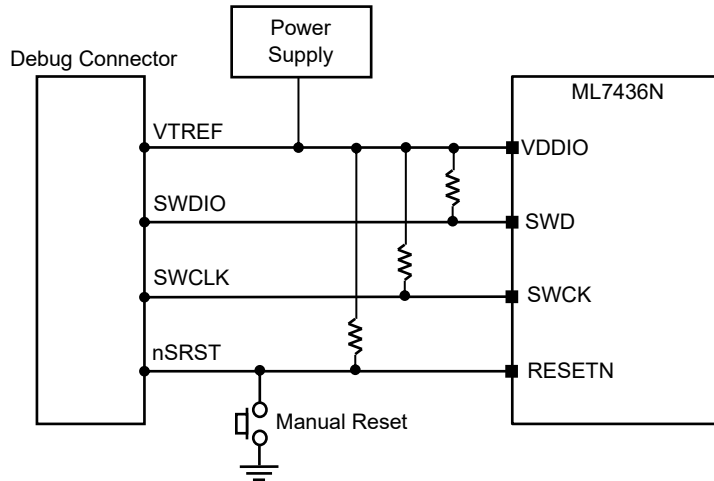 Power
Supply
Debug Connector
ML7436N
VTREF
VDDIO
SWDIO
SWD
SWCLK
SWCK
nSRST
RESETN
Manual Reset